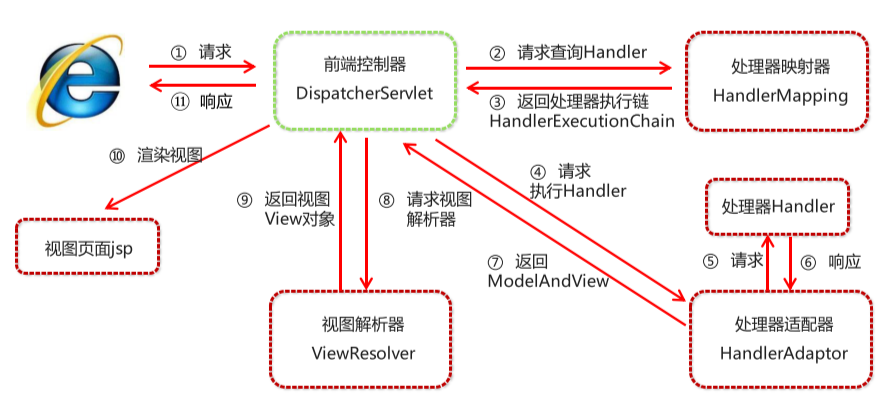 ① 请求
⑪ 响应
前端控制器
DispatcherServlet
② 请求查询Handler
③ 返回处理器执行链
HandlerExecutionChain
处理器映射器
HandlerMapping
⑩ 渲染视图
④ 请求
执行Handler
⑨ 返回视图
View对象
⑧ 请求视图
解析器
处理器Handler
视图页面jsp
⑦ 返回
ModelAndView
⑤ 请求
⑥ 响应
视图解析器
ViewResolver
处理器适配器
HandlerAdaptor